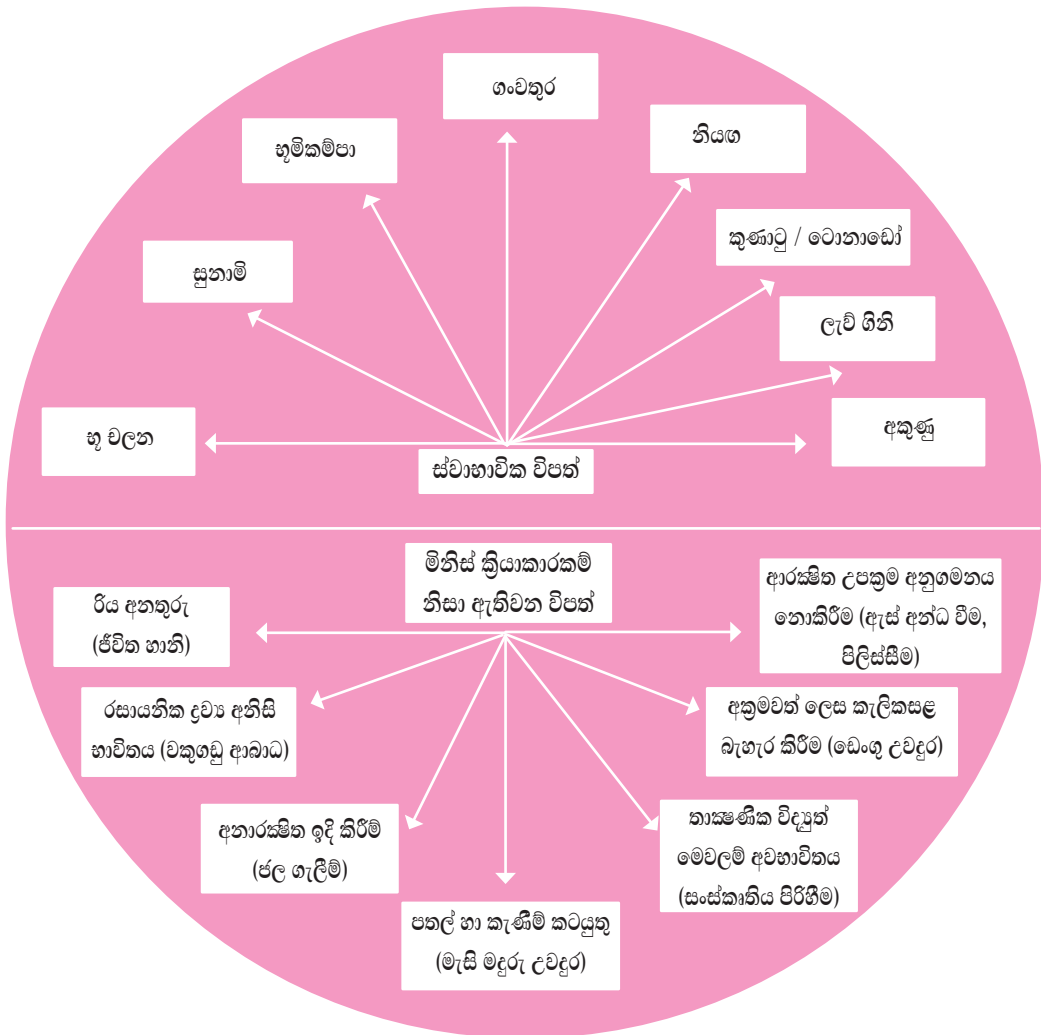 ගංවතුර
භූමිකම්පා
නියඟ
කුණාටු / ටොනාඩෝ
සුනාමි
ලැව් ගිනි
භූ චලන
අකුණු
ස්වාභාවික විපත්
මිනිස් ක්‍රියාකාරකම්
නිසා ඇතිවන විපත්
රිය අනතුරු
(ජීවිත හානි)
ආරක්‍ෂිත උපක්‍රම අනුගමනය
නොකිරීම (ඇස් අන්ධ වීම,
පිලිස්සීම)
රසායනික ද්‍රව්‍ය අනිසි
භාවිතය (වකුගඩු ආබාධ)
අක්‍රමවත් ලෙස කැලිකසළ
බැහැර කිරීම (ඩෙංගු උවදුර)
අනාරක්‍ෂිත ඉදි කිරීම්
(ජල ගැලීම්)
තාක්‍ෂණික විද්‍යුත්
මෙවලම් අවභාවිතය
(සංස්කෘතිය පිරිහීම)
පතල් හා කැණීම් කටයුතු
(මැසි මදුරු උවදුර)